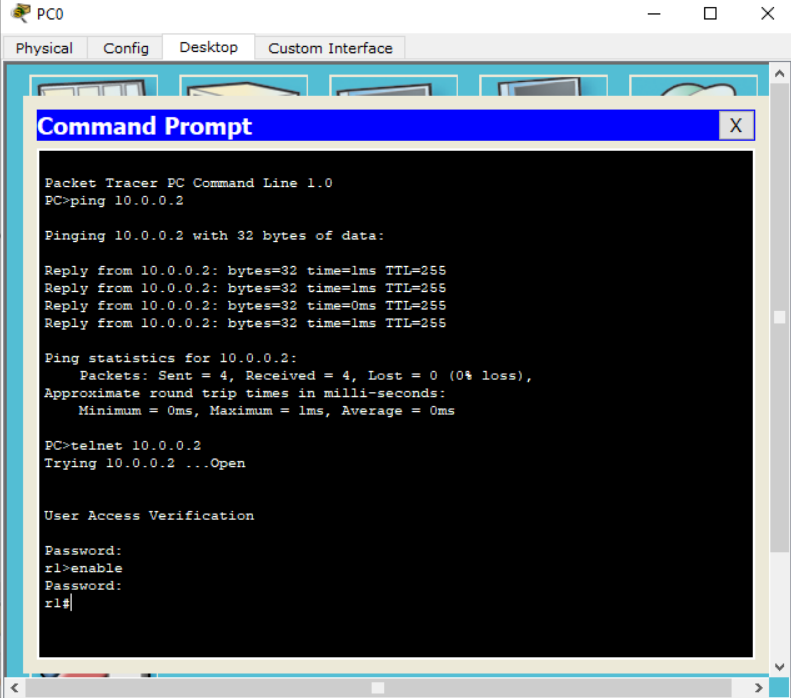 PC0
Physical Config Desktop Custom Interface
Command Prompt
X
Packet Tracer PC Command Line 1.0
PC>ping 10.0.0.2
Pinging 10.0.0.2 with 32 bytes of data:
Reply from 10.0.0.2: bytes=32 time=1ms TTL=255
Reply from 10.0.0.2: bytes=32 time=1ms TTL=255
Reply from 10.0.0.2: bytes=32 time=0ms TTL=255
Reply from 10.0.0.2: bytes=32 time=1ms TTL=255
Ping statistics for 10.0.0.2:
Packets: Sent = 4, Received = 4, Lost = 0 (0% loss),
Approximate round trip times in milli-seconds:
Minimum = 0ms, Maximum = 1ms, Average = 0ms
PC>telnet 10.0.0.2
Trying 10.0.0.2 ...Open
User Access Verification
Password:
r1>enable
Password:
r1#